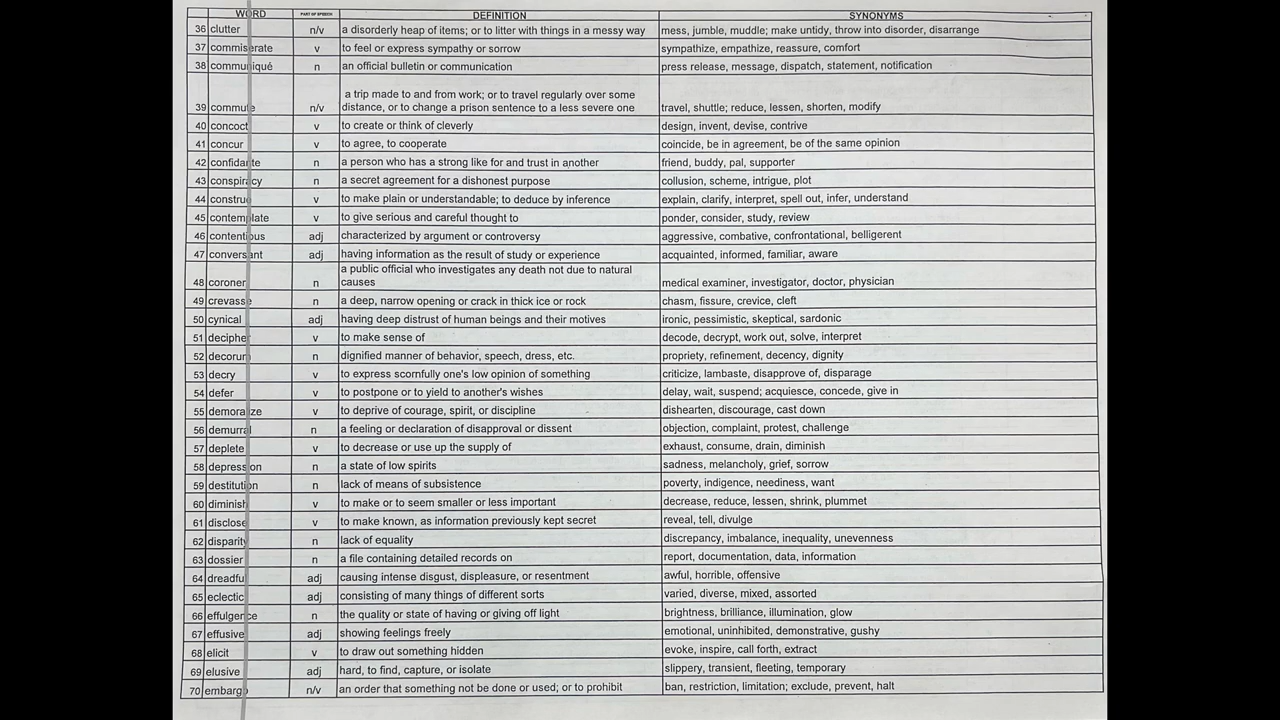 WORD PART OF SPEECH DEFINITION SYNONYMS
36 clutter n/v a disorderly heap of items; or to litter with things in a messy way mess, jumble, muddle; make untidy, throw into disorder, disarrange
37 commiserate v to feel or express sympathy or sorrow sympathize, empathize, reassure, comfort
38 communiqué n an official bulletin or communication press release, message, dispatch, statement, notification
a trip made to and from work; or to travel regularly over some
39 commute n/v distance, or to change a prison sentence to a less severe one travel, shuttle; reduce, lessen, shorten, modify
40 concoct v to create or think of cleverly design, invent, devise, contrive
41 concur v to agree, to cooperate coincide, be in agreement, be of the same opinion
42 confidante n a person who has a strong like for and trust in another friend, buddy, pal, supporter
43 conspiracy n a secret agreement for a dishonest purpose collusion, scheme, intrigue, plot
44 construe v to make plain or understandable; to deduce by inference explain, clarify, interpret, spell out, infer, understand
45 contemplate v to give serious and careful thought to ponder, consider, study, review
46 contentious adj characterized by argument or controversy aggressive, combative, confrontational, belligerent
47 conversant adj having information as the result of study or experience acquainted, informed, familiar, aware
a public official who investigates any death not due to natural
48 coroner n causes medical examiner, investigator, doctor, physician
49 crevasse n a deep, narrow opening or crack in thick ice or rock chasm, fissure, crevice, cleft
50 cynical adj having deep distrust of human beings and their motives ironic, pessimistic, skeptical, sardonic
51 decipher v to make sense of decode, decrypt, work out, solve, interpret
52 decorum n dignified manner of behavior, speech, dress, etc. propriety, refinement, decency, dignity
53 decry v to express scornfully one's low opinion of something criticize, lambaste, disapprove of, disparage
54 defer v to postpone or to yield to another's wishes delay, wait, suspend; acquiesce, concede, give in
55 demoralize v to deprive of courage, spirit, or discipline dishearten, discourage, cast down
56 demurral n a feeling or declaration of disapproval or dissent objection, complaint, protest, challenge
57 deplete v to decrease or use up the supply of exhaust, consume, drain, diminish
58 depression n a state of low spirits sadness, melancholy, grief, sorrow
59 destitution n lack of means of subsistence poverty, indigence, neediness, want
60 diminish v to make or to seem smaller or less important decrease, reduce, lessen, shrink, plummet
61 disclose v to make known, as information previously kept secret reveal, tell, divulge
62 disparity n lack of equality discrepancy, imbalance, inequality, unevenness
63 dossier n a file containing detailed records on report, documentation, data, information
64 dreadful adj causing intense disgust, displeasure, or resentment awful, horrible, offensive
65 eclectic adj consisting of many things of different sorts varied, diverse, mixed, assorted
66 effulgence n the quality or state of having or giving off light brightness, brilliance, illumination, glow
67 effusive adj showing feelings freely emotional, uninhibited, demonstrative, gushy
68 elicit v to draw out something hidden evoke, inspire, call forth, extract
69 elusive adj hard, to find, capture, or isolate slippery, transient, fleeting, temporary
70 embargo n/v an order that something not be done or used; or to prohibit ban, restriction, limitation; exclude, prevent, halt